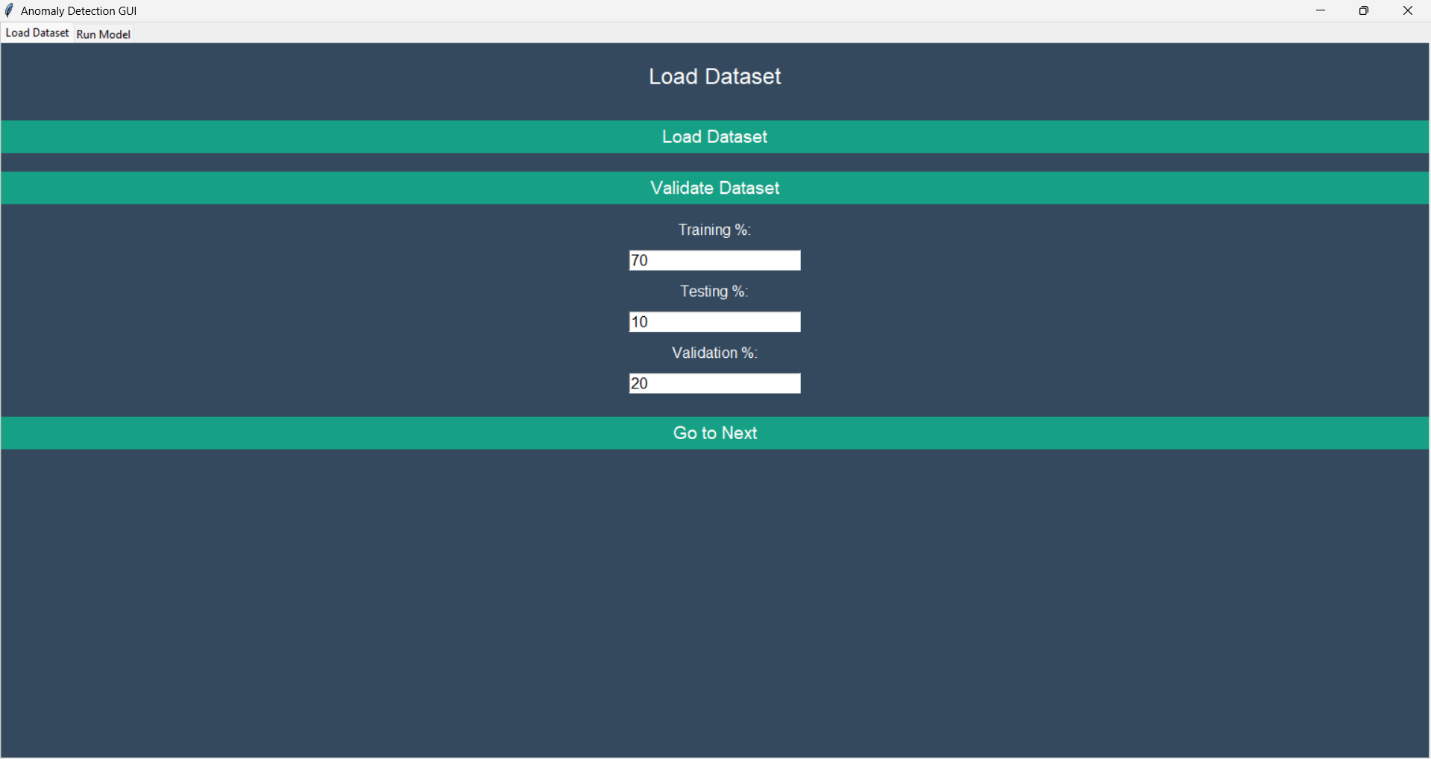 Anomaly Detection GUI
Load Dataset Run Model
Load Dataset
Load Dataset
Validate Dataset
Training %:
70
Testing %:
10
Validation %:
20
Go to Next